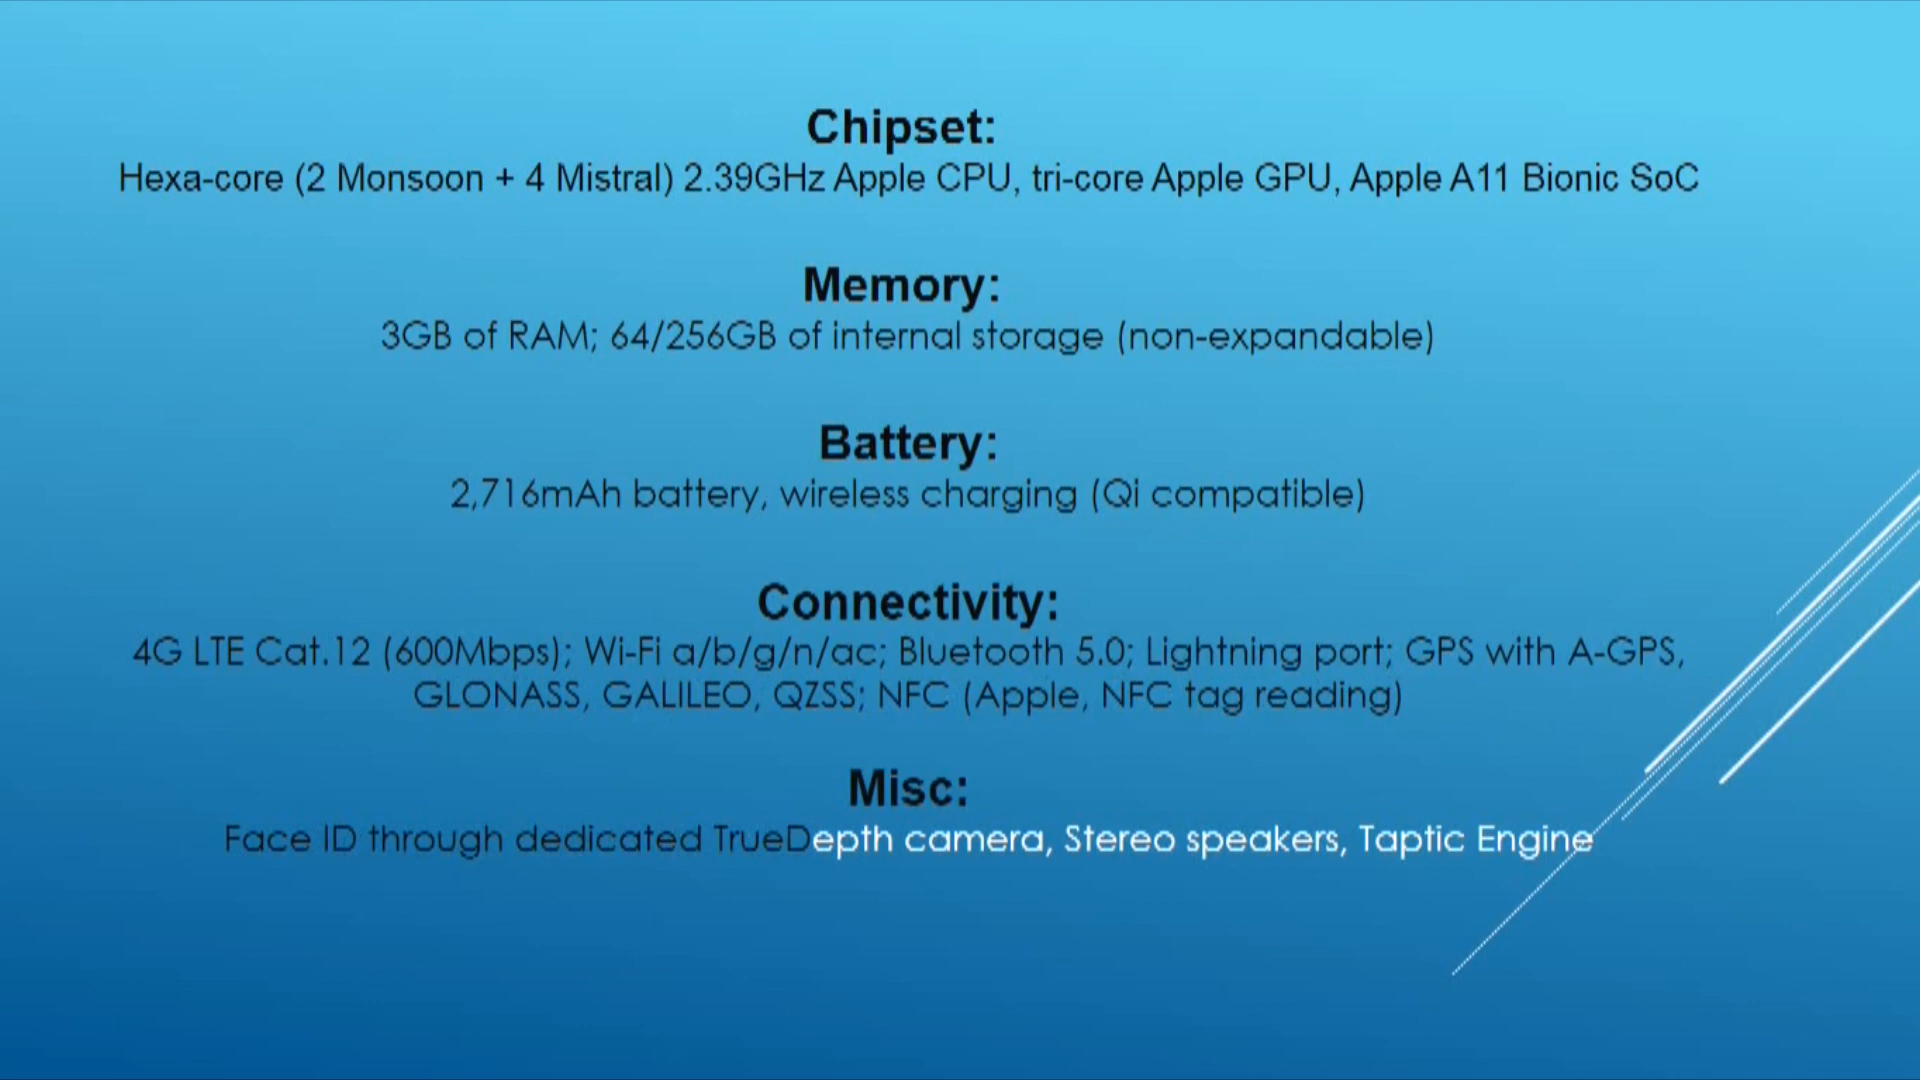 Chipset:
Hexa-core (2 Monsoon + 4 Mistral) 2.39GHz Apple CPU, tri-core Apple GPU, Apple A11 Bionic SoC
Memory:
3GB of RAM; 64/256GB of internal storage (non-expandable)
Battery:
2,716mAh battery, wireless charging (Qi compatible)
Connectivity:
4G LTE Cat.12 (600Mbps); Wi-Fi a/b/g/n/ac; Bluetooth 5.0; Lightning port; GPS with A-GPS,
GLONASS, GALILEO, QZSS; NFC (Apple, NFC tag reading)
Misc:
Face ID through dedicated TrueDepth camera, Stereo speakers, Taptic Engine